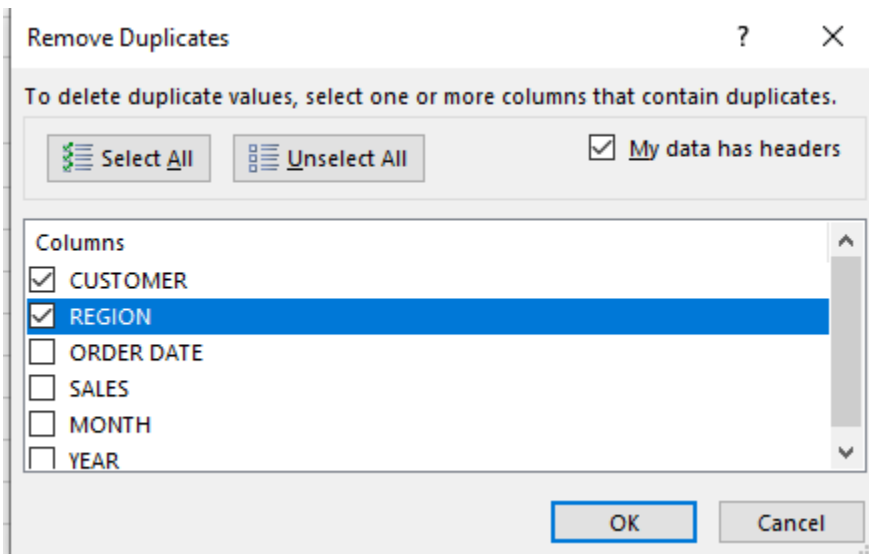 Remove Duplicates ?
To delete duplicate values, select one or more columns that contain duplicates.
Select All Unselect All My data has headers
Columns
CUSTOMER
REGION
ORDER DATE
SALES
MONTH
YEAR
OK Cancel